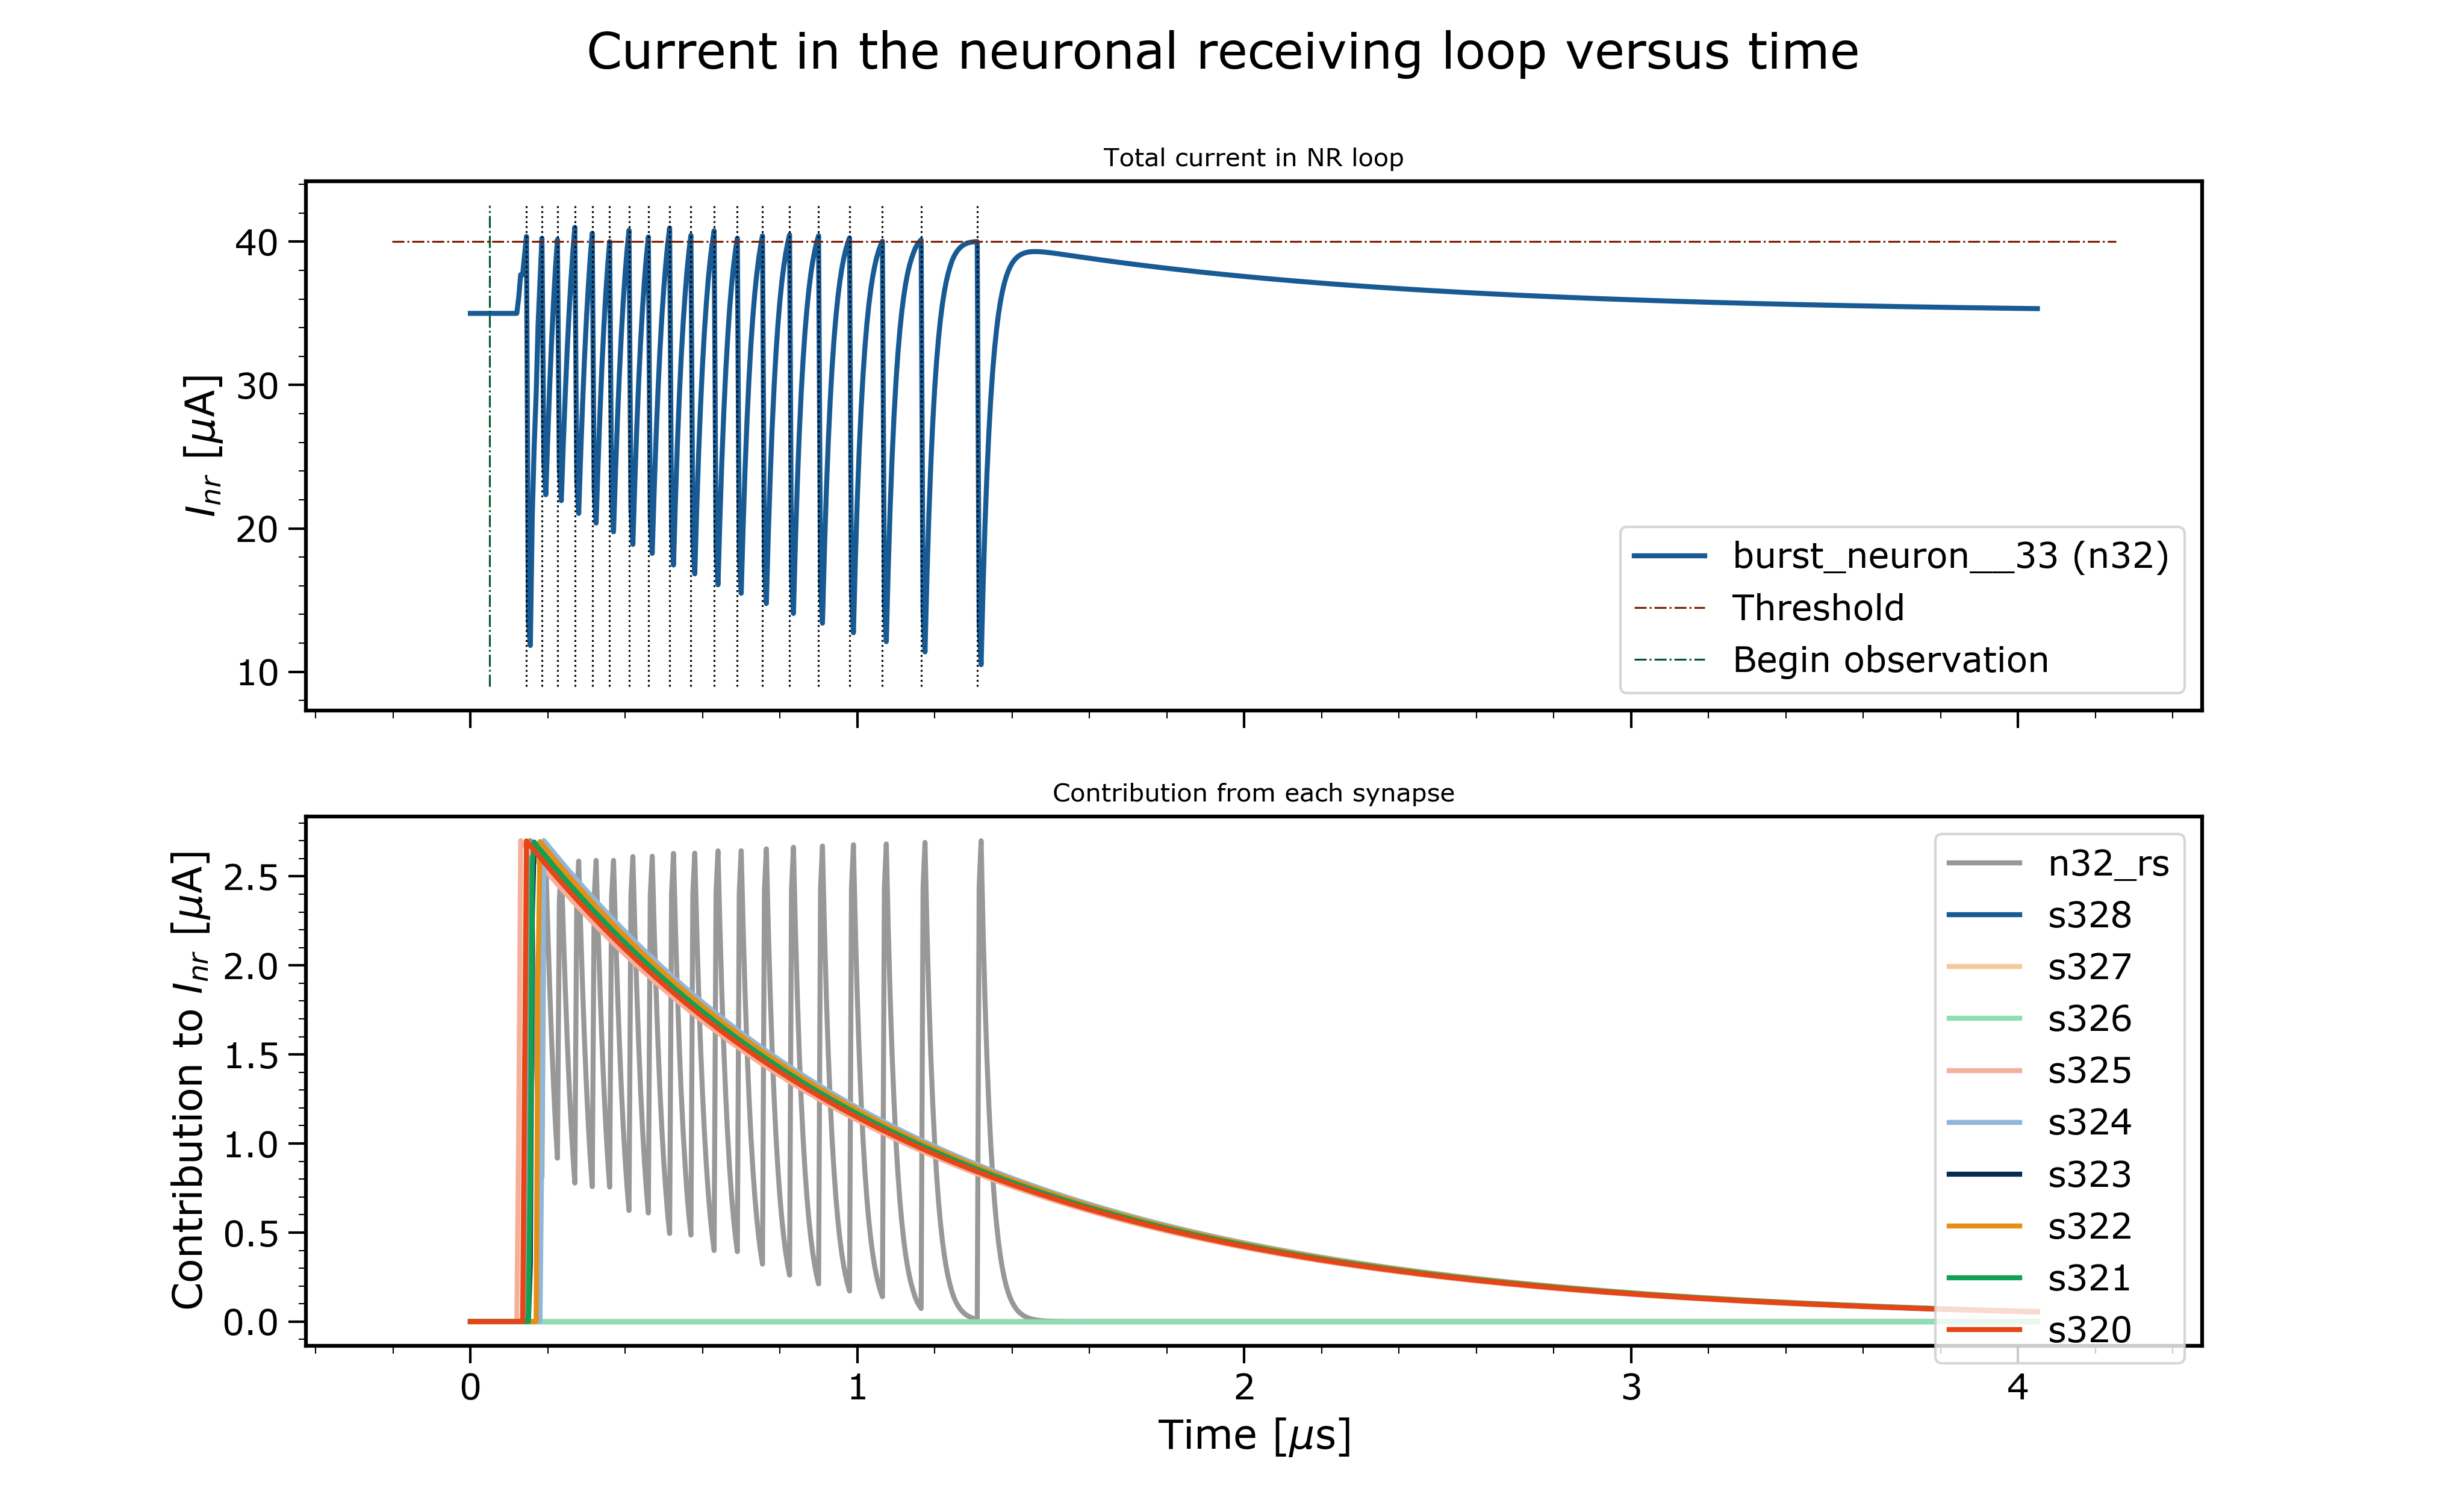 Current in the neuronal receiving loop versus time
Total current in NR loop
40
30
20
10
I_nr [μA]
burst_neuron__33 (n32)
Threshold
Begin observation
Contribution from each synapse
2.5
2.0
1.5
1.0
0.5
0.0
Contribution to I_nr [μA]
n32_rs
s328
s327
s326
s325
s324
s323
s322
s321
s320
0 1 2 3 4
Time [μs]